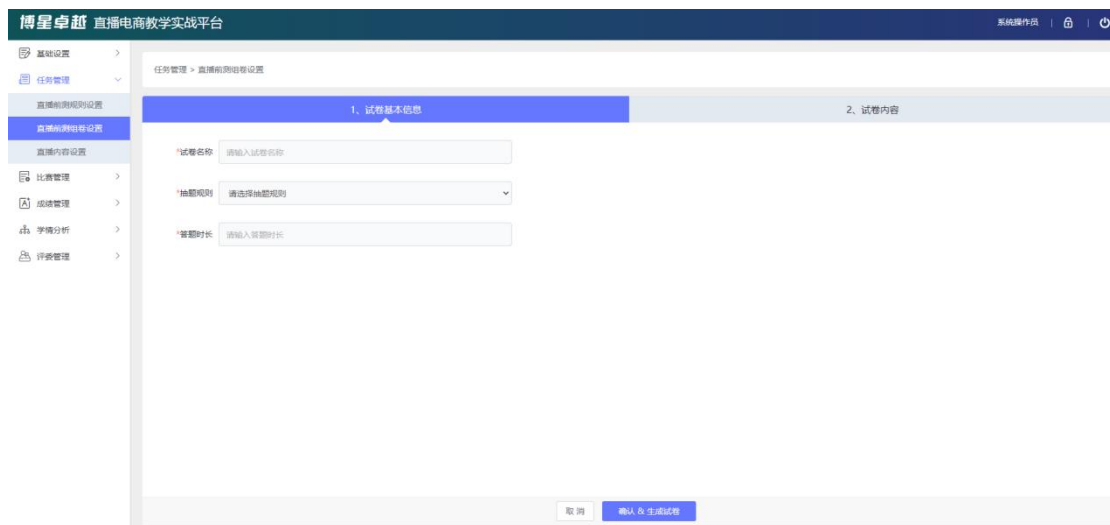 博星卓越 直播电商教学实战平台
系统操作员
基础设置
任务管理
直播前测规则设置
直播前测组卷设置
直播内容设置
比赛管理
成绩管理
学情分析
评委管理
任务管理 > 直播前测组卷设置
1、试卷基本信息
2、试卷内容
*试卷名称 请输入试卷名称
*抽题规则 请选择抽题规则
*答题时长 请输入答题时长
取 消
确认 & 生成试卷